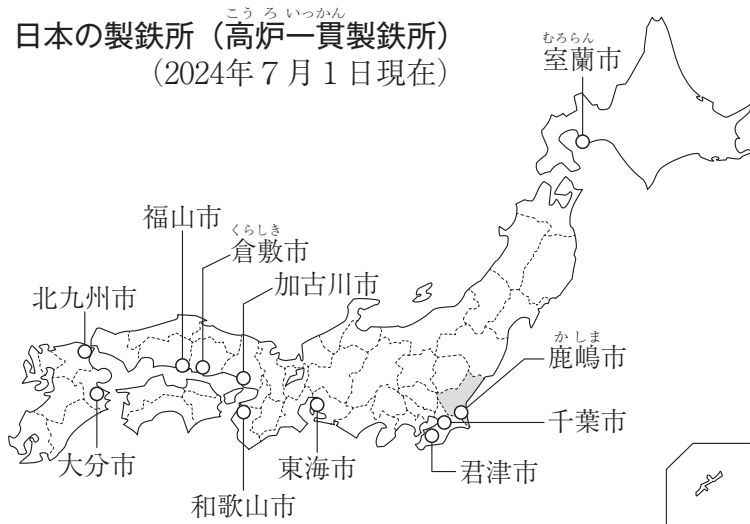 こうろいっかん
日本の製鉄所（高炉一貫製鉄所）
（2024年７月１日現在）
むろらん
室蘭市
福山市
くらしき
倉敷市
加古川市
北九州市
かしま
鹿嶋市
千葉市
君津市
東海市
大分市
和歌山市